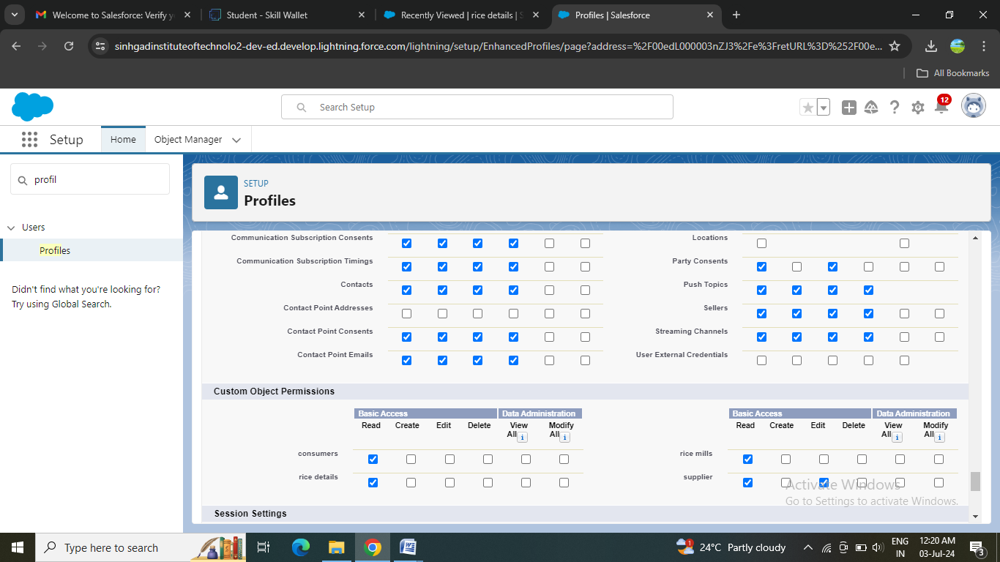 Welcome to Salesforce: Verify y
Student - Skill Wallet
Recently Viewed | rice details | S
Profiles | Salesforce
sinhgadinstituteoftechnolo2-dev-ed.develop.lightning.force.com/lightning/setup/EnhancedProfiles/page?address=%2F00edL000003nZJ3%2Fe%3FretURL%3D%252F00e...
All Bookmarks
Search Setup
12
Setup
Home
Object Manager
profil
Users
Profiles
Didn't find what you're looking for?
Try using Global Search.
SETUP
Profiles
Communication Subscription Consents
Communication Subscription Timings
Contacts
Contact Point Addresses
Contact Point Consents
Contact Point Emails
Locations
Party Consents
Push Topics
Sellers
Streaming Channels
User External Credentials
Custom Object Permissions
Basic Access Data Administration
Read Create Edit Delete View All i Modify All i
consumers
rice details
Basic Access Data Administration
Read Create Edit Delete View All i Modify All i
rice mills
supplier
Session Settings
Activate Windows
Go to Settings to activate Windows.
Type here to search
1
24°C Partly cloudy
ENG
IN
12:20 AM
03-Jul-24
3